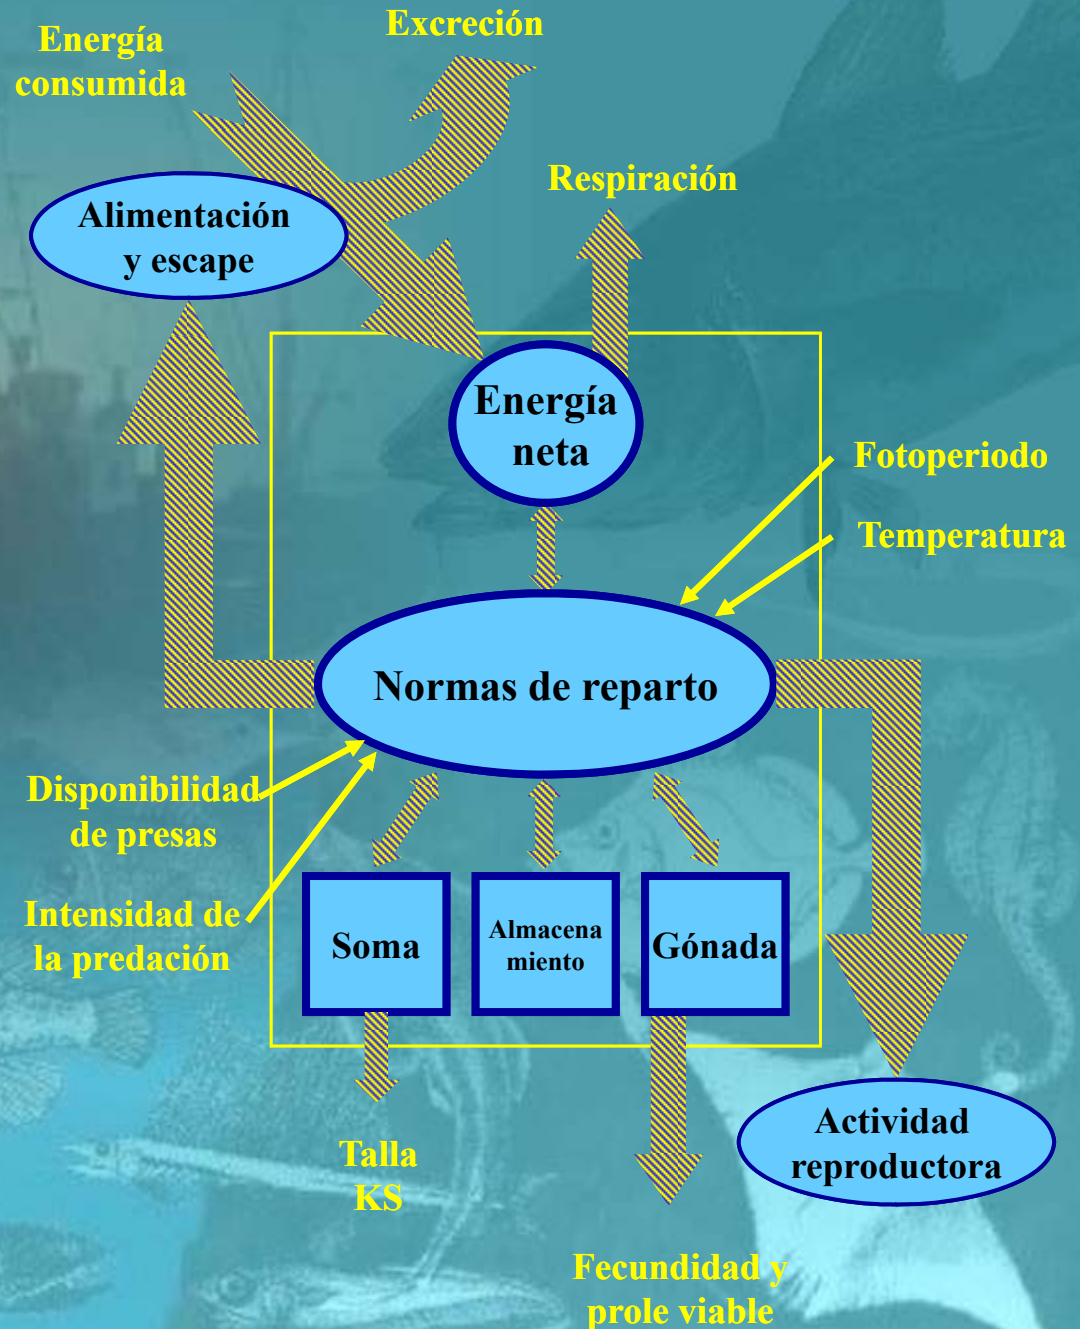 Energía
consumida
Excreción
Respiración
Alimentación
y escape
Energía
neta
Fotoperiodo
Temperatura
Normas de reparto
Disponibilidad
de presas
Intensidad de
la predación
Soma
Almacena
miento
Gónada
Talla
KS
Actividad
reproductora
Fecundidad y
prole viable